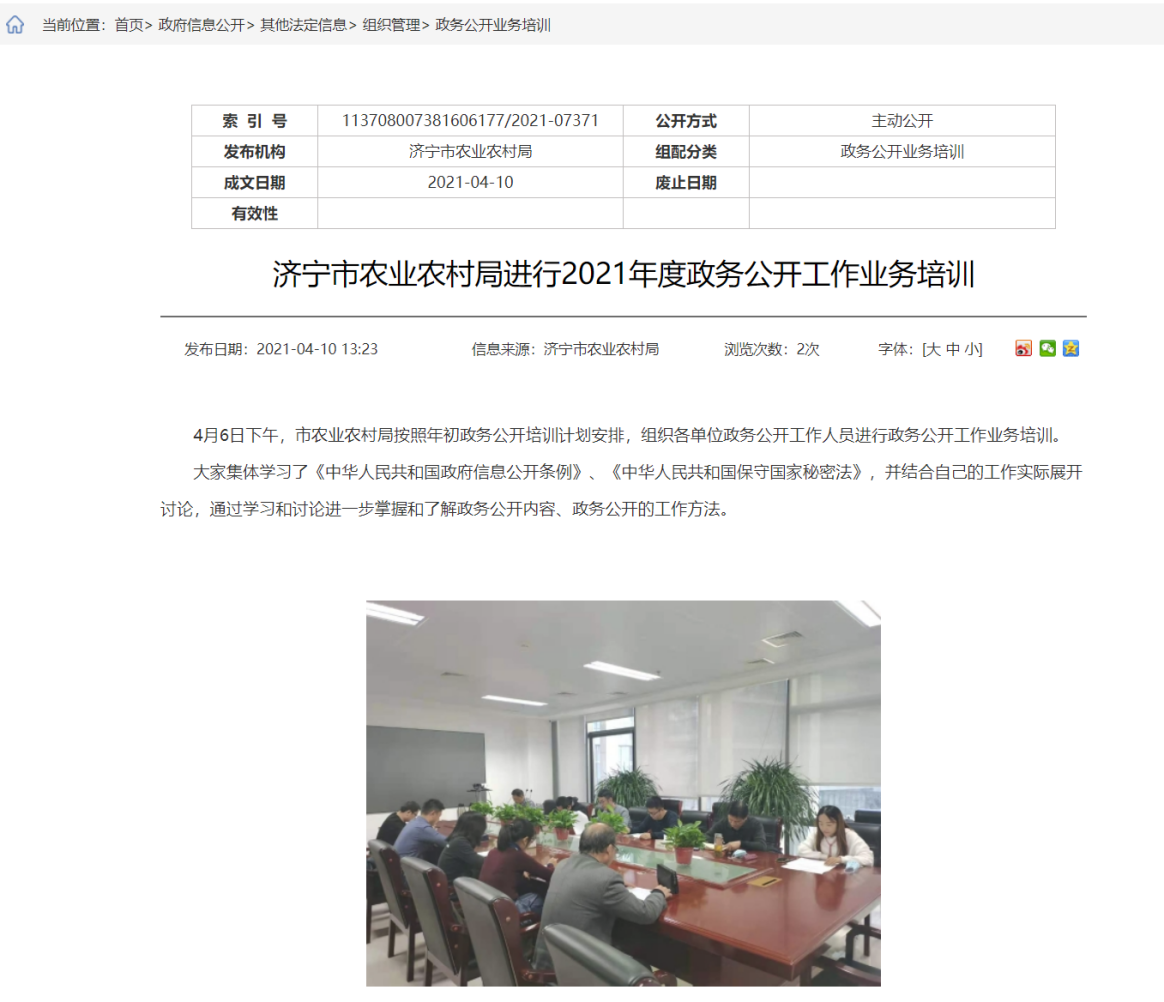 当前位置：首页> 政府信息公开> 其他法定信息> 组织管理> 政务公开业务培训
索 引 号 113708007381606177/2021-07371 公开方式 主动公开
发布机构 济宁市农业农村局 组配分类 政务公开业务培训
成文日期 2021-04-10 废止日期
有效性
济宁市农业农村局进行2021年度政务公开工作业务培训
发布日期：2021-04-10 13:23 信息来源：济宁市农业农村局 浏览次数：2次 字体：[大 中 小]
4月6日下午，市农业农村局按照年初政务公开培训计划安排，组织各单位政务公开工作人员进行政务公开工作业务培训。
大家集体学习了《中华人民共和国政府信息公开条例》、《中华人民共和国保守国家秘密法》，并结合自己的工作实际展开
讨论，通过学习和讨论进一步掌握和了解政务公开内容、政务公开的工作方法。